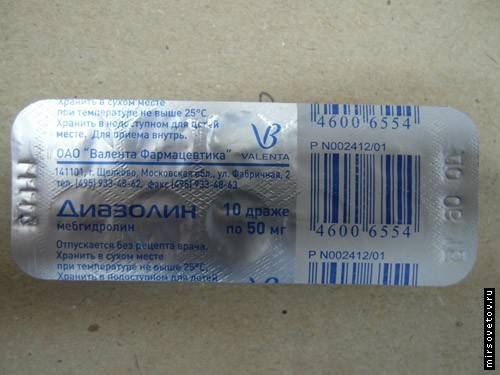 Хранить в сухом месте
при температуре не выше 25°С
Хранить в недоступном для детей
месте. Для приема внутрь.
ОАО "Валента Фармацевтика"
VALENTA
141101, г. Щелково, Московская обл., ул. Фабричная, 2
тел. (495) 933-48-62, факс (495) 933-48-63
Диазолин
мебгидролин
10 драже
по 50 мг
Отпускается без рецепта врача.
Хранить в сухом месте
при температуре не выше 25°С.
Хранить в недоступном для детей
4600 6554
P N002412/01
4600 6554
P N002412/01
mirsovetov.ru